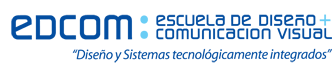 EDCOM: ESCUELA DE DISEÑO +
COMUNICACION VISUAL
"Diseño y Sistemas tecnológicamente integrados"